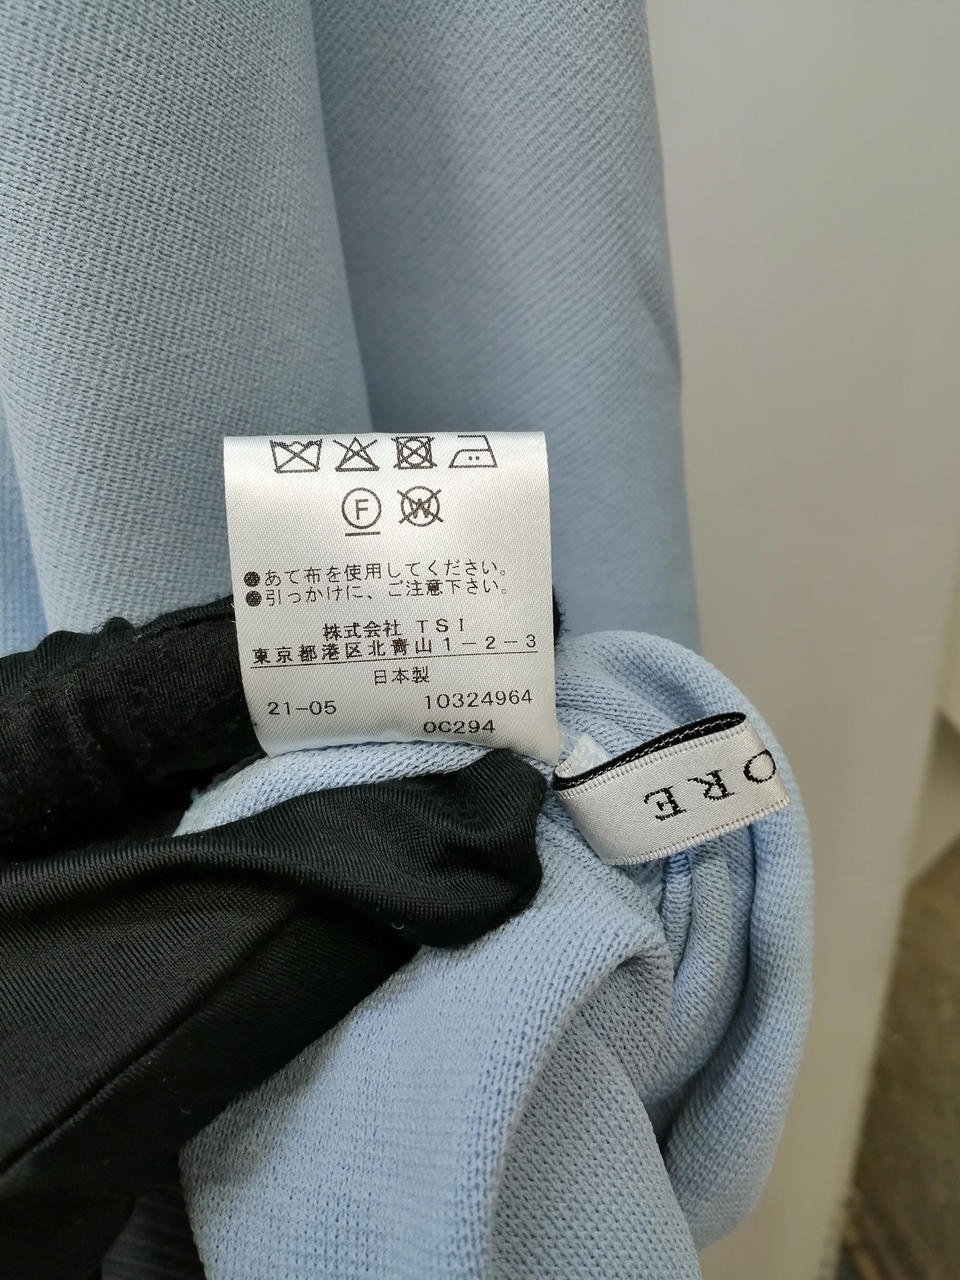 F W
●あて布を使用してください。
●引っかけに、ご注意下さい。
株式会社 TSI
東京都港区北青山1-2-3
日本製
21-05 10324964
0C294
ORE